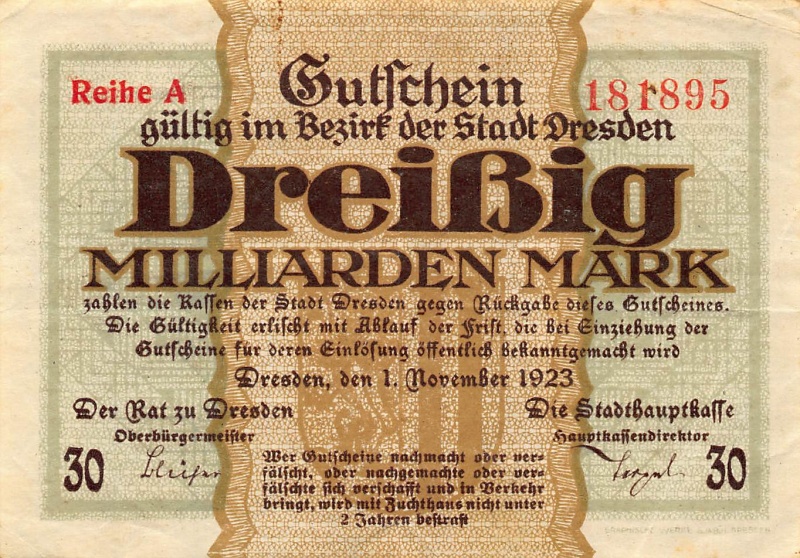 Reihe A
Gutschein
181895
gültig im Bezirk der Stadt Dresden
Dreißig
MILLIARDEN MARK
zahlen die Kassen der Stadt Dresden gegen Rückgabe dieses Gutscheines.
Die Gültigkeit erlischt mit Ablauf der Frist, die bei Einziehung der
Gutscheine für deren Einlösung öffentlich bekanntgemacht wird
Dresden, den 1. November 1923
Der Rat zu Dresden
Die Stadthauptkasse
Oberbürgermeister
Hauptkassendirektor
30
Blüher
Wer Gutscheine nachmacht oder ver-
fälscht, oder nachgemachte oder ver-
fälschte sich verschafft und in Verkehr
bringt, wird mit Zuchthaus nicht unter
2 Jahren bestraft
30